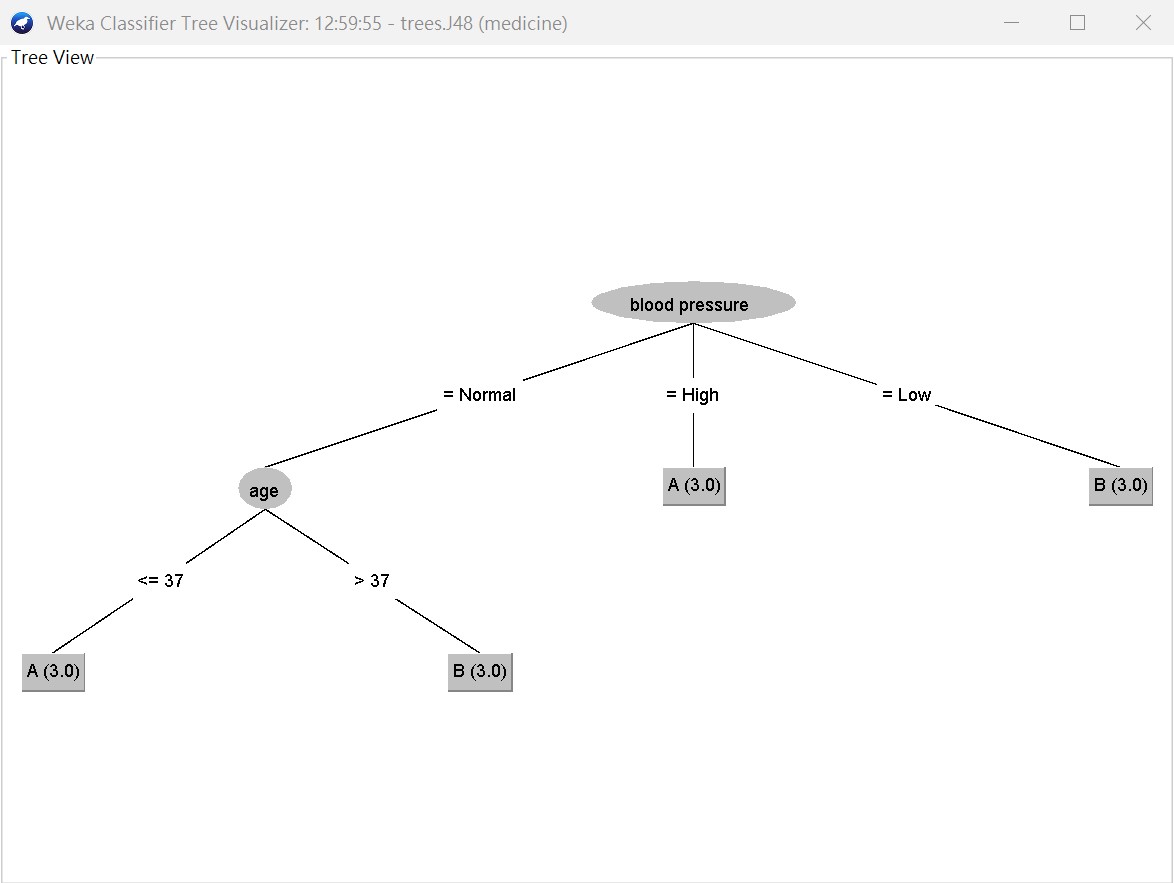 Weka Classifier Tree Visualizer: 12:59:55 - trees.J48 (medicine)
Tree View
blood pressure
= Normal
= High
= Low
age
A (3.0)
B (3.0)
<= 37
> 37
A (3.0)
B (3.0)